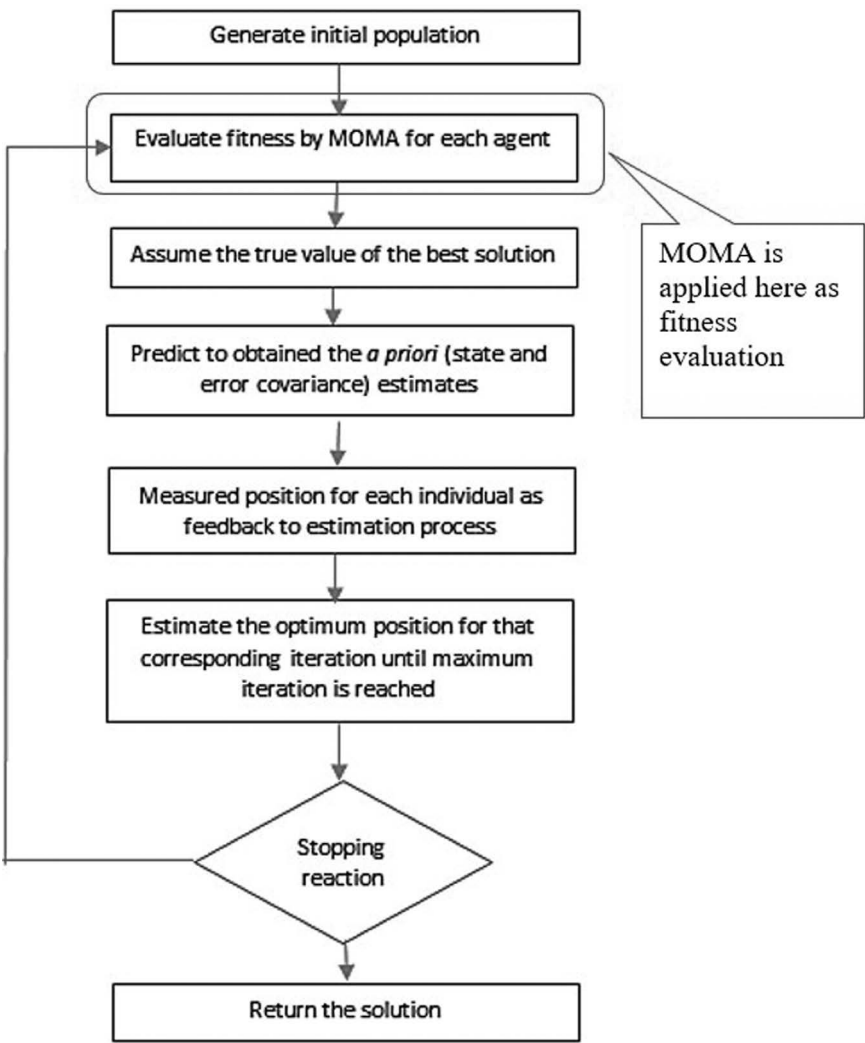 Generate initial population
Evaluate fitness by MOMA for each agent
MOMA is
applied here as
fitness
evaluation
Assume the true value of the best solution
Predict to obtained the a priori (state and
error covariance) estimates
Measured position for each individual as
feedback to estimation process
Estimate the optimum position for that
corresponding iteration until maximum
iteration is reached
Stopping
reaction
Return the solution